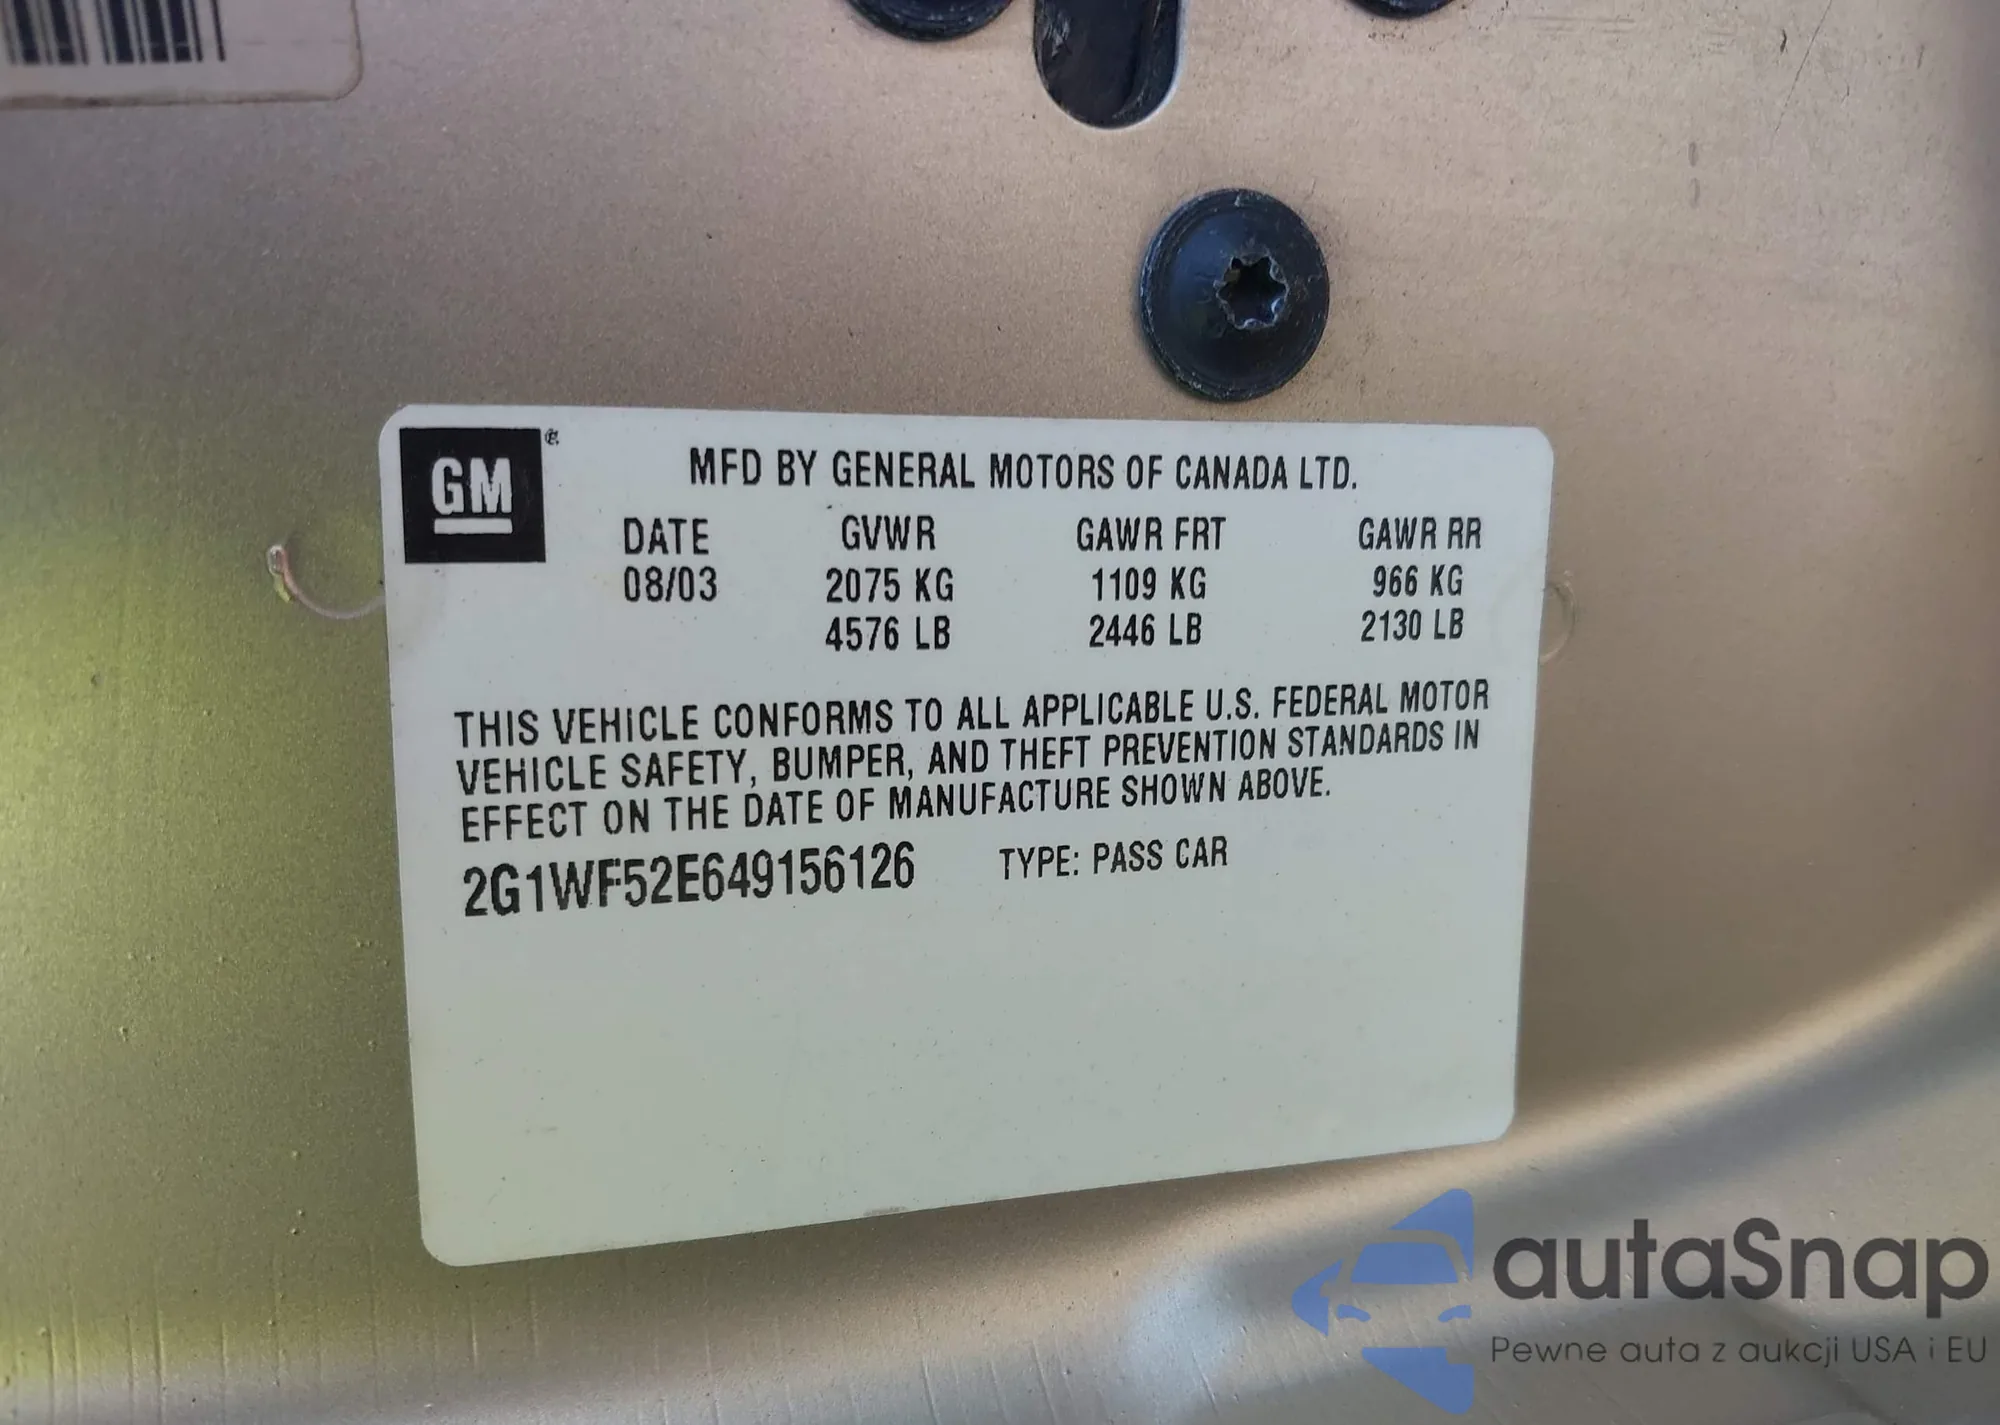 GM
MFD BY GENERAL MOTORS OF CANADA LTD.
DATE GVWR GAWR FRT GAWR RR
08/03 2075 KG 1109 KG 966 KG
4576 LB 2446 LB 2130 LB
THIS VEHICLE CONFORMS TO ALL APPLICABLE U.S. FEDERAL MOTOR
VEHICLE SAFETY, BUMPER, AND THEFT PREVENTION STANDARDS IN
EFFECT ON THE DATE OF MANUFACTURE SHOWN ABOVE.
2G1WF52E649156126 TYPE: PASS CAR
autaSnap
Pewne auta z aukcji USA i EU